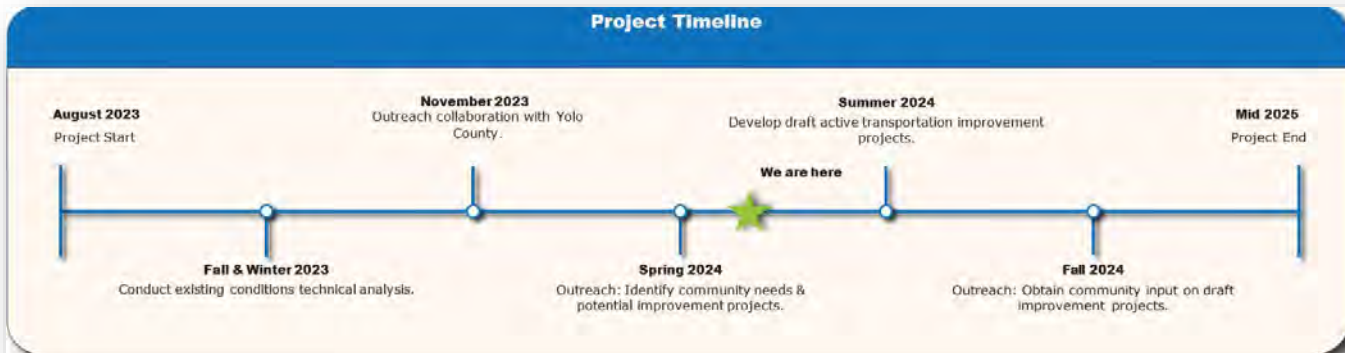 Project Timeline
August 2023
Project Start
November 2023
Outreach collaboration with Yolo
County.
Summer 2024
Develop draft active transportation improvement
projects.
Mid 2025
Project End
We are here
Fall & Winter 2023
Conduct existing conditions technical analysis.
Spring 2024
Outreach: Identify community needs &
potential improvement projects.
Fall 2024
Outreach: Obtain community input on draft
improvement projects.